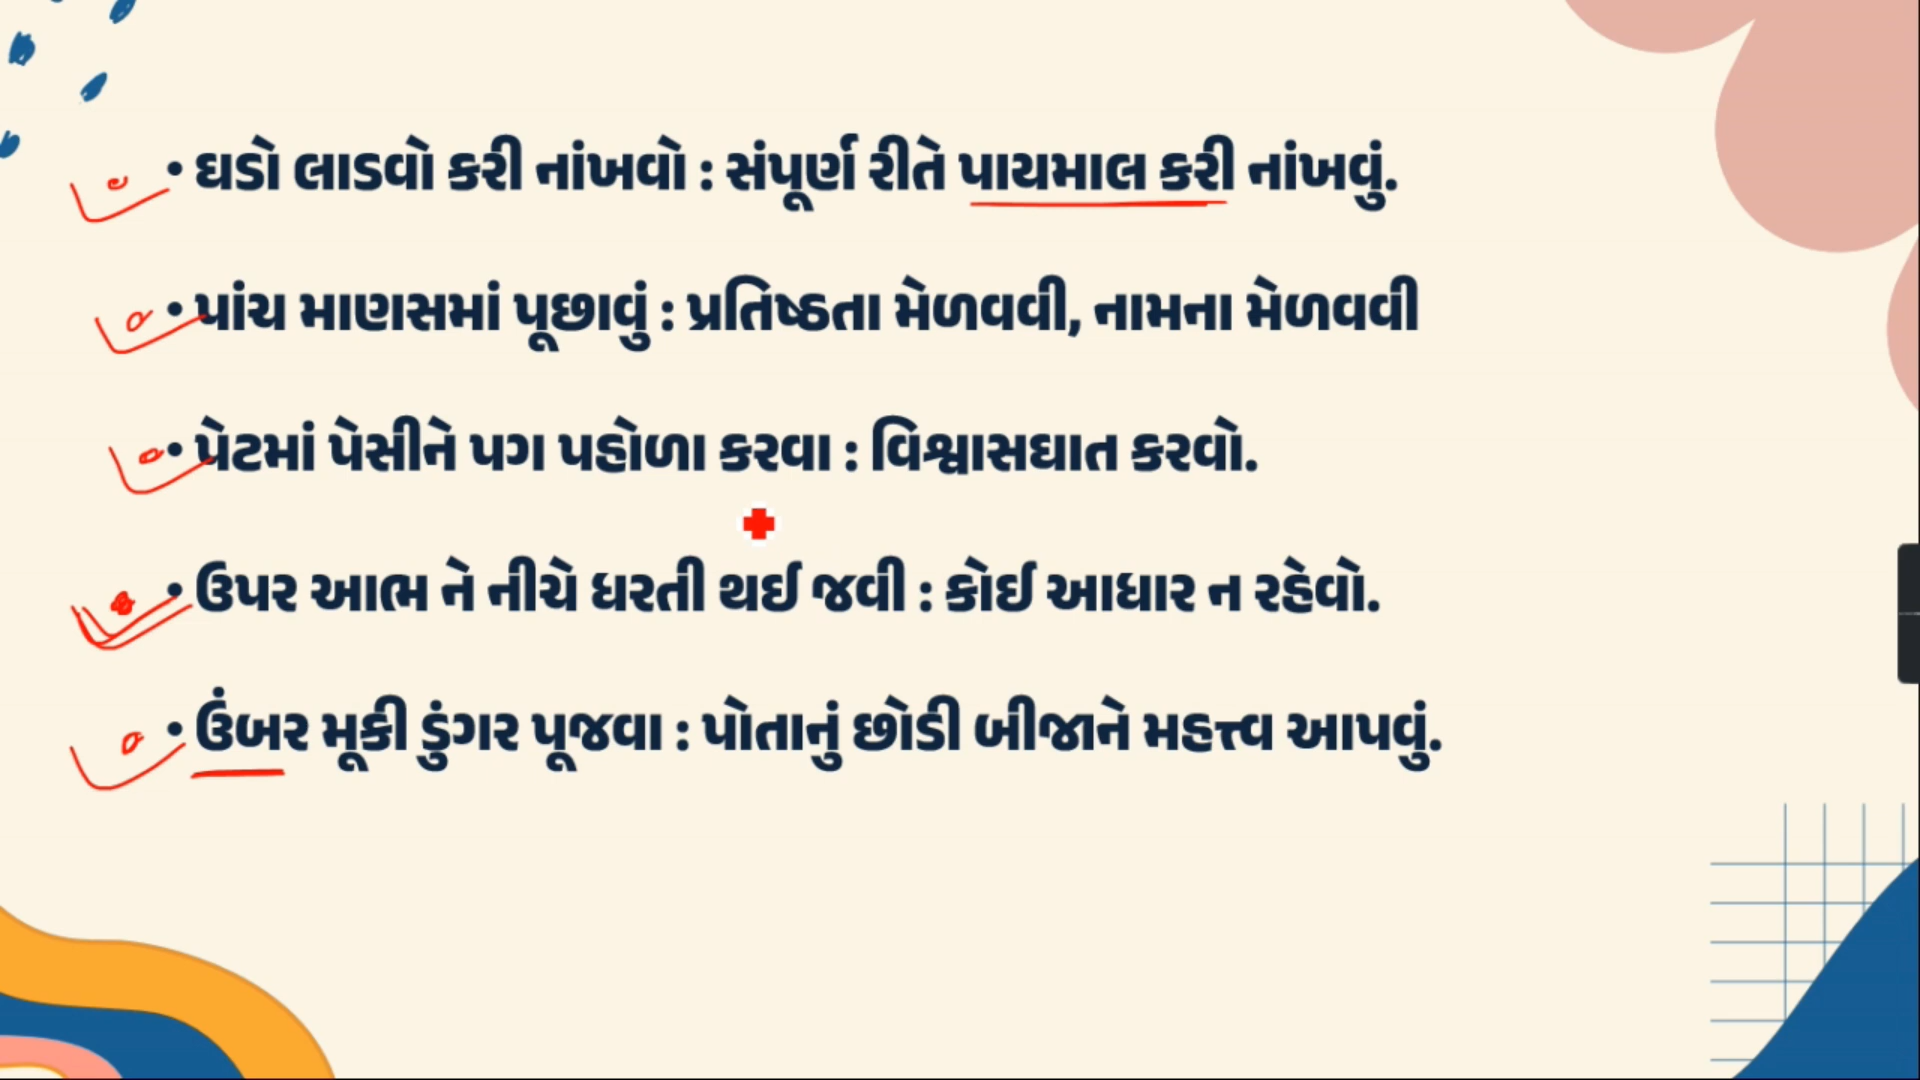 • ઘડો લાડવો કરી નાંખવો : સંપૂર્ણ રીતે પાયમાલ કરી નાંખવું.
• પાંચ માણસમાં પૂછાવું : પ્રતિષ્ઠતા મેળવવી, નામના મેળવવી
• પેટમાં પેસીને પગ પહોળા કરવા : વિશ્વાસઘાત કરવો.
• ઉપર આભ ને નીચે ધરતી થઈ જવી : કોઈ આધાર ન રહેવો.
• ઉંબર મૂકી ડુંગર પૂજવા : પોતાનું છોડી બીજાને મહત્ત્વ આપવું.